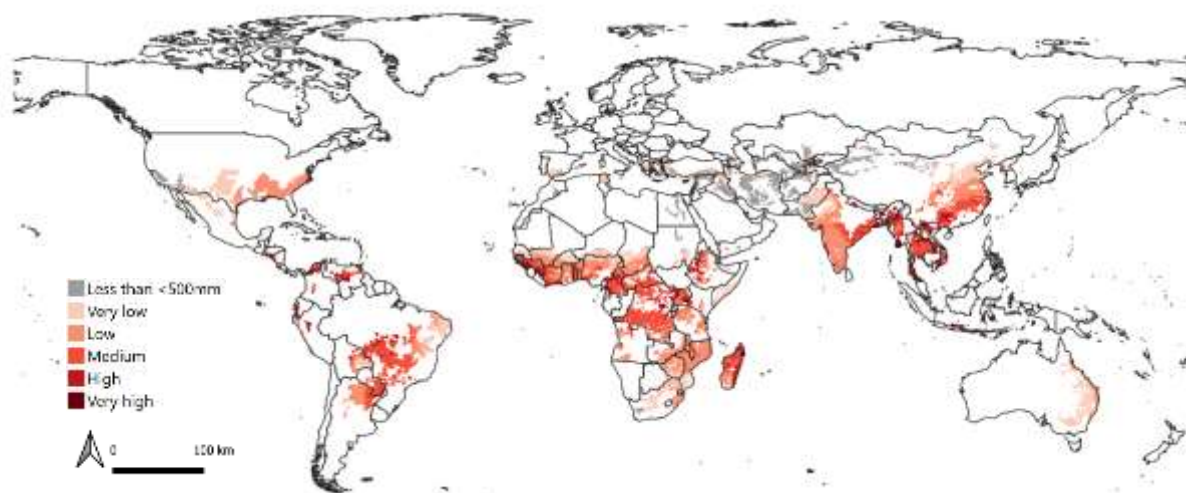 Less than <500mm
Very low
Low
Medium
High
Very high
0 100 km